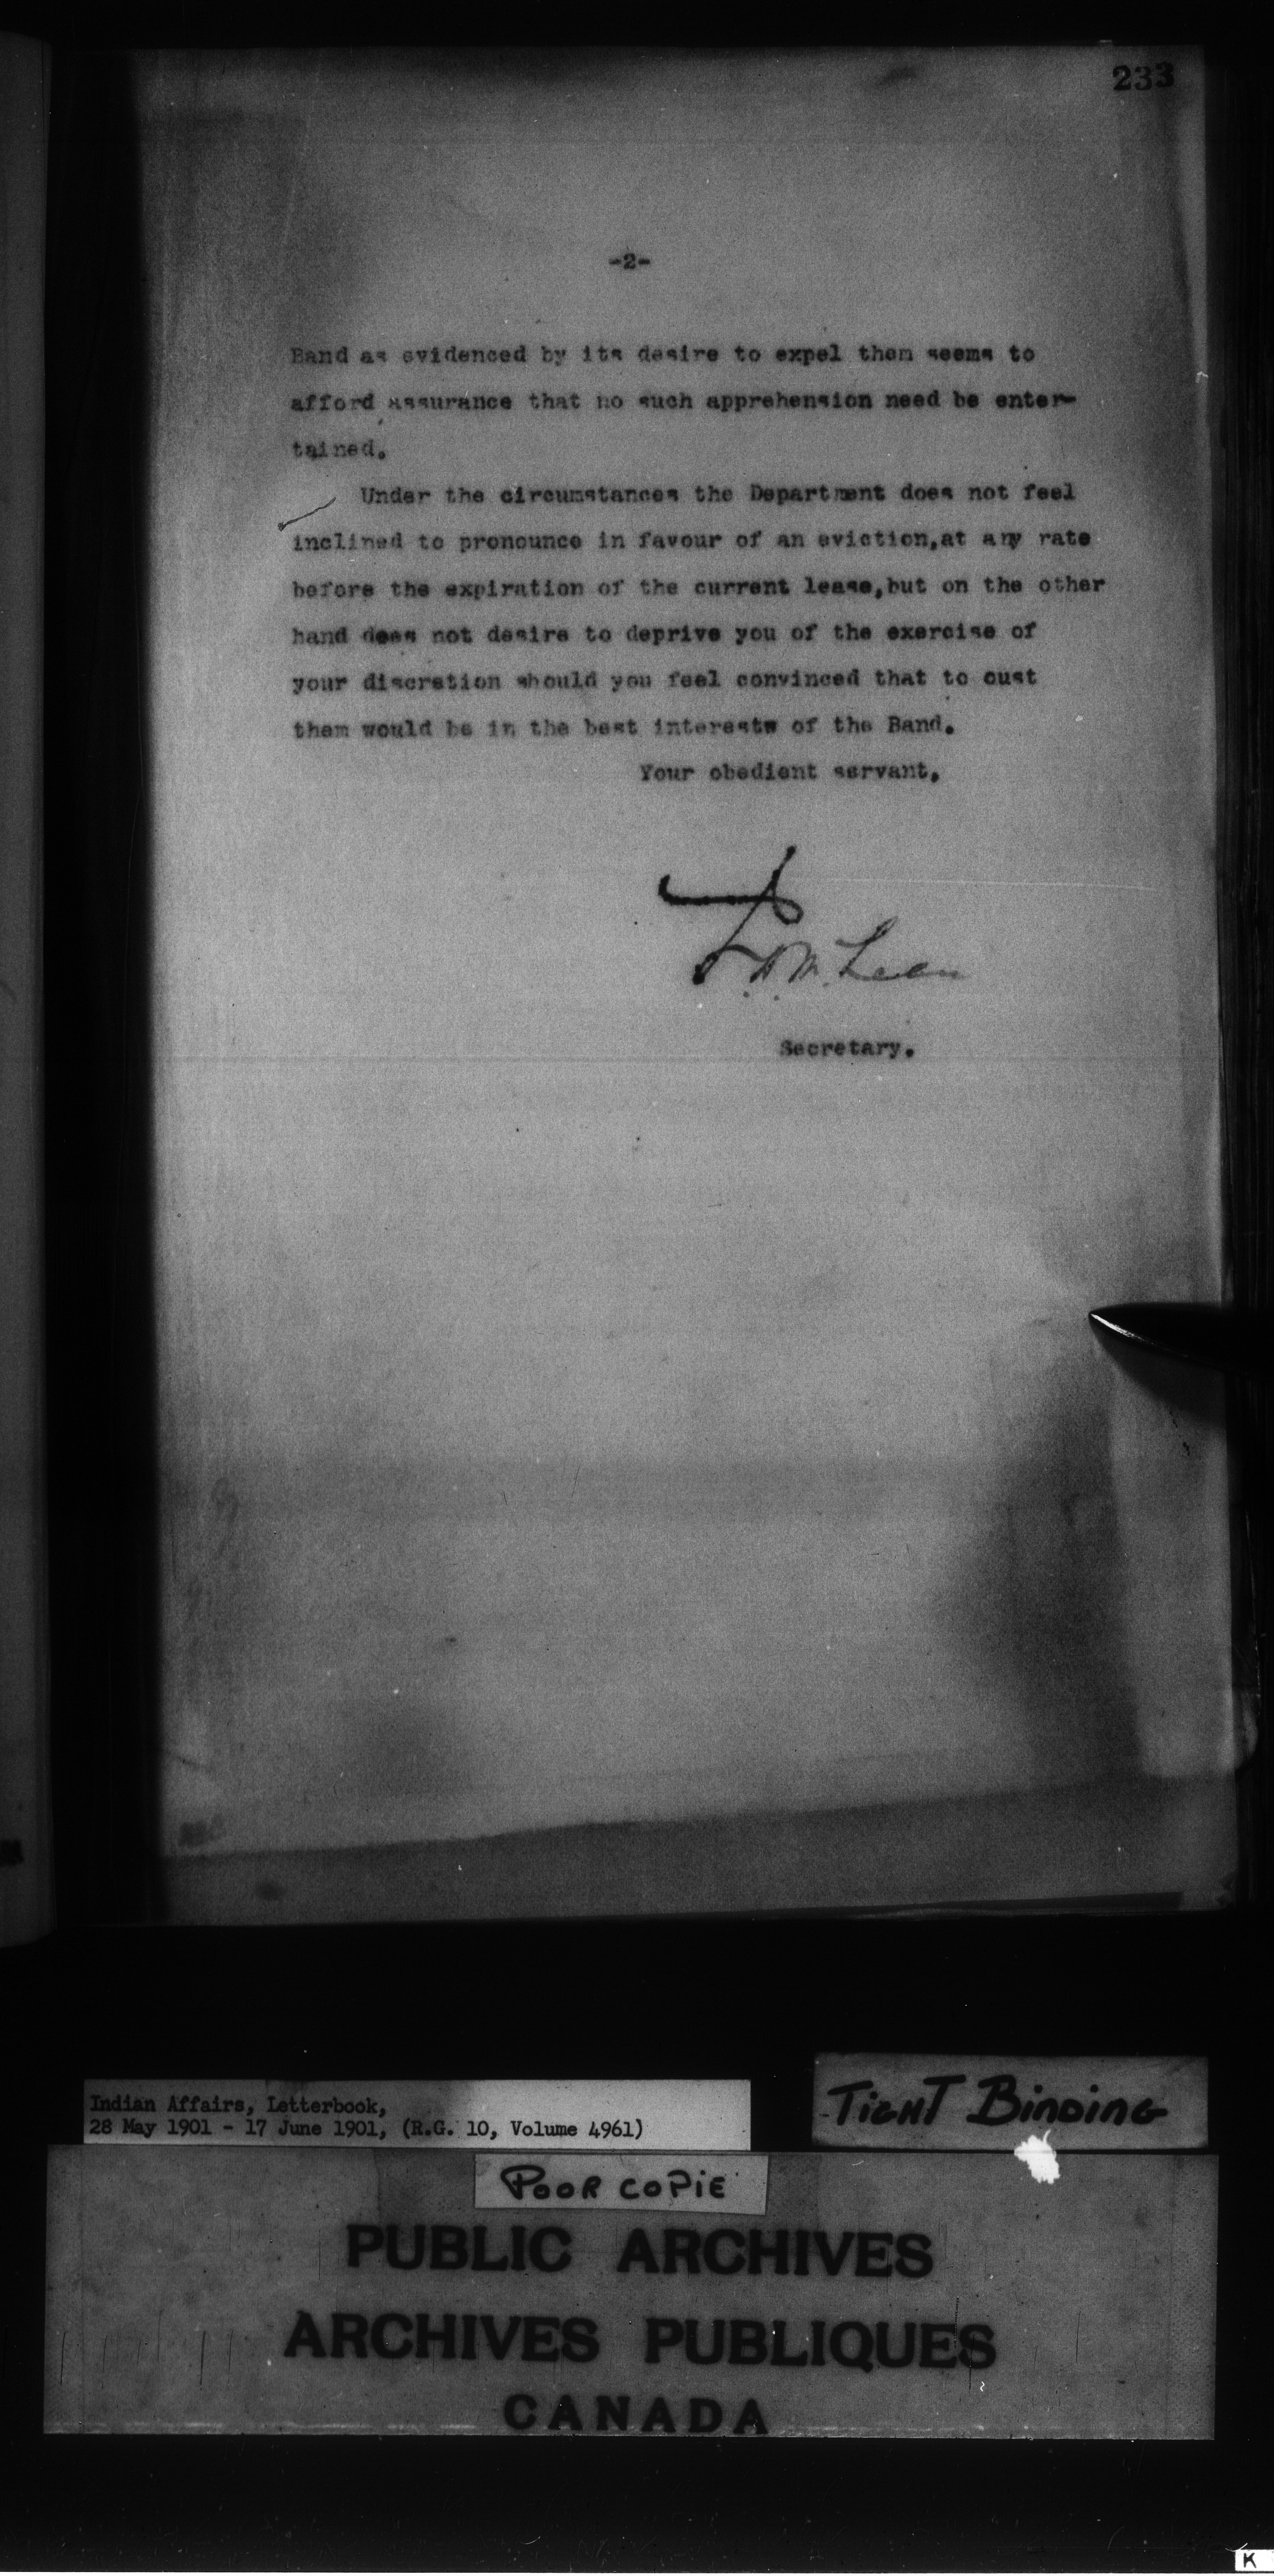 233
-2-
Band as evidenced by its desire to expel them seems to
afford assurance that no such apprehension need be enter-
tained.
Under the circumstances the Department does not feel
inclined to pronounce in favour of an eviction,at any rate
before the expiration of the current lease,but on the other
hand does not desire to deprive you of the exercise of
your discretion should you feel convinced that to oust
them would be in the best interests of the Band.
Your obedient servant,
Secretary.
Indian Affairs, Letterbook,
28 May 1901 - 17 June 1901, (R.G. 10, Volume 4961)
TIGHT BINDING
POOR COPIE
PUBLIC ARCHIVES
ARCHIVES PUBLIQUES
CANADA
K